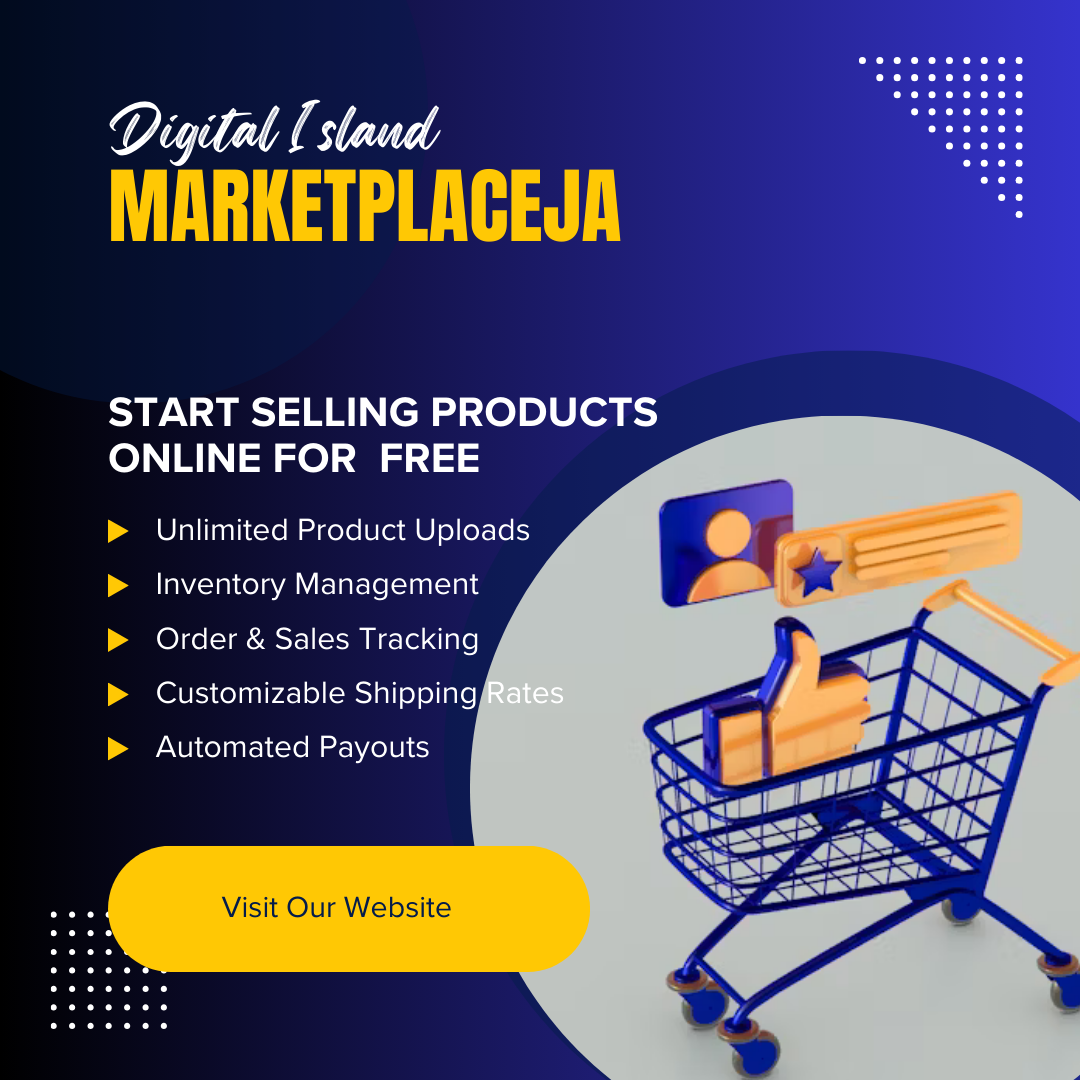 Digital Island
MARKETPLACEJA
START SELLING PRODUCTS
ONLINE FOR FREE
Unlimited Product Uploads
Inventory Management
Order & Sales Tracking
Customizable Shipping Rates
Automated Payouts
Visit Our Website